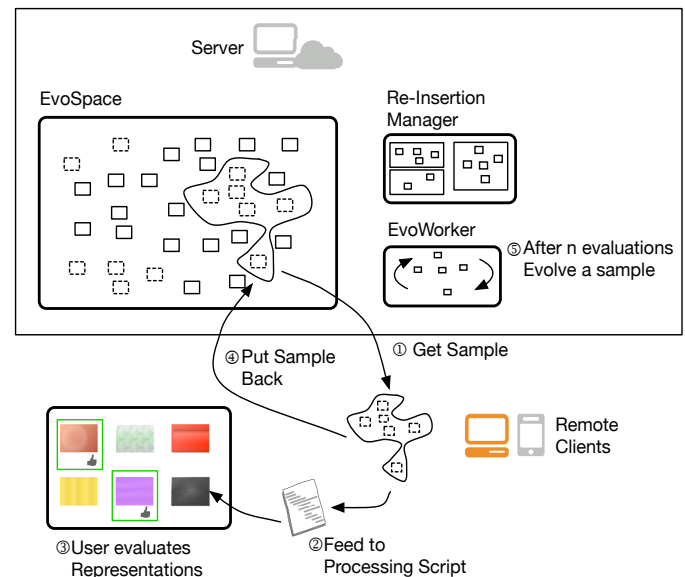 Server
EvoSpace
Re-Insertion
Manager
EvoWorker
⑤After n evaluations
Evolve a sample
① Get Sample
④Put Sample
Back
Remote
Clients
②Feed to
Processing Script
③User evaluates
Representations